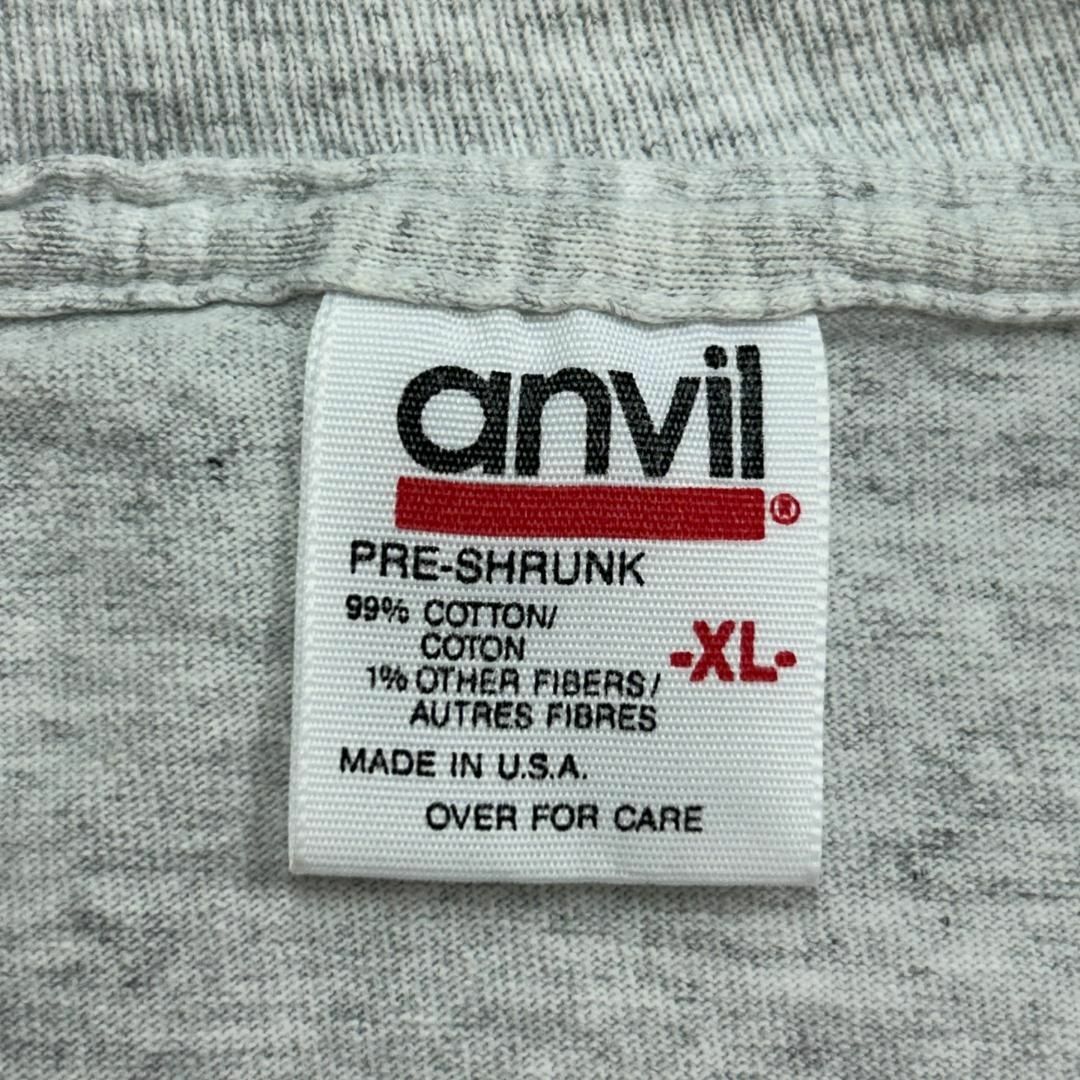 anvil®
PRE-SHRUNK
99% COTTON/
COTON
-XL-
1% OTHER FIBERS/
AUTRES FIBRES
MADE IN U.S.A.
OVER FOR CARE